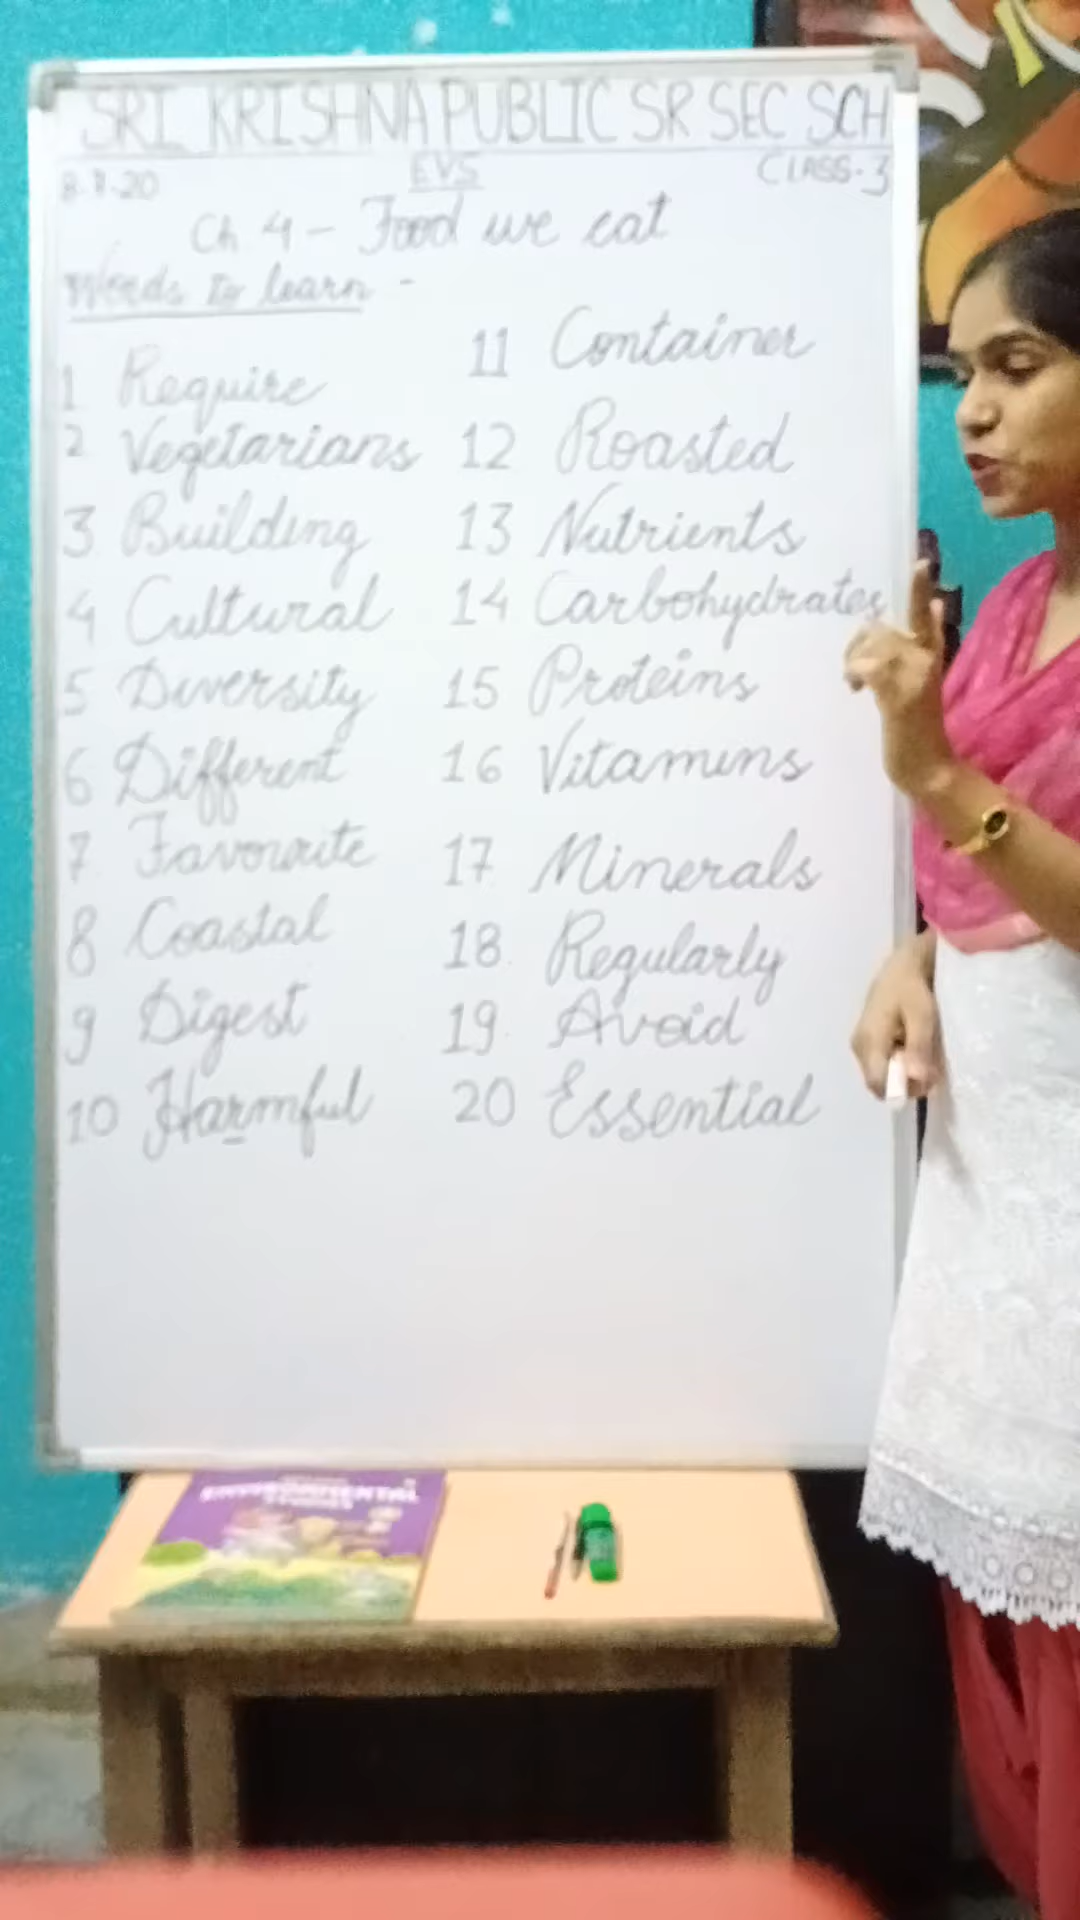 SRI KRISHNA PUBLIC SR SEC SCH
8.7.20 EVS CLASS-3
Ch 4 - Food we eat
Words to learn -
1 Require
2 Vegetarians
3 Building
4 Cultural
5 Diversity
6 Different
7 Favourite
8 Coastal
9 Digest
10 Harmful
11 Container
12 Roasted
13 Nutrients
14 Carbohydrates
15 Proteins
16 Vitamins
17 Minerals
18 Regularly
19 Avoid
20 Essential
ENVIRONMENTAL
STUDIES